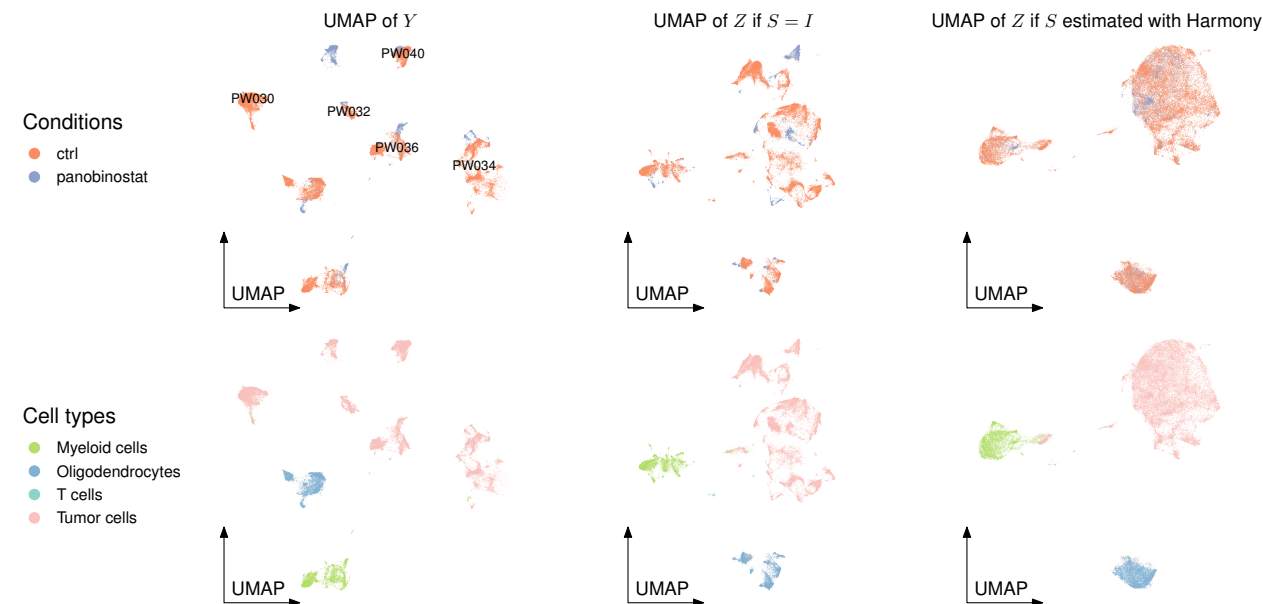 UMAP of Y
UMAP of Z if S = I
UMAP of Z if S estimated with Harmony
PW040
PW030
PW032
PW036
PW034
Conditions
ctrl
panobinostat
UMAP
UMAP
UMAP
Cell types
Myeloid cells
Oligodendrocytes
T cells
Tumor cells
UMAP
UMAP
UMAP